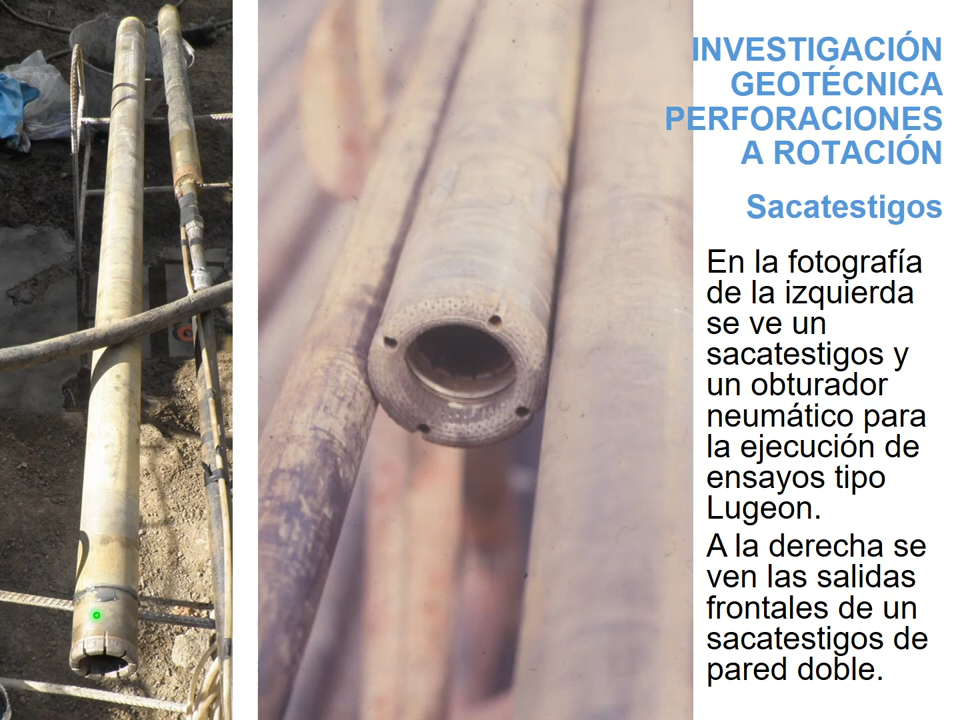 INVESTIGACIÓN
GEOTÉCNICA
PERFORACIONES
A ROTACIÓN
Sacatestigos
En la fotografía
de la izquierda
se ve un
sacatestigos y
un obturador
neumático para
la ejecución de
ensayos tipo
Lugeon.
A la derecha se
ven las salidas
frontales de un
sacatestigos de
pared doble.